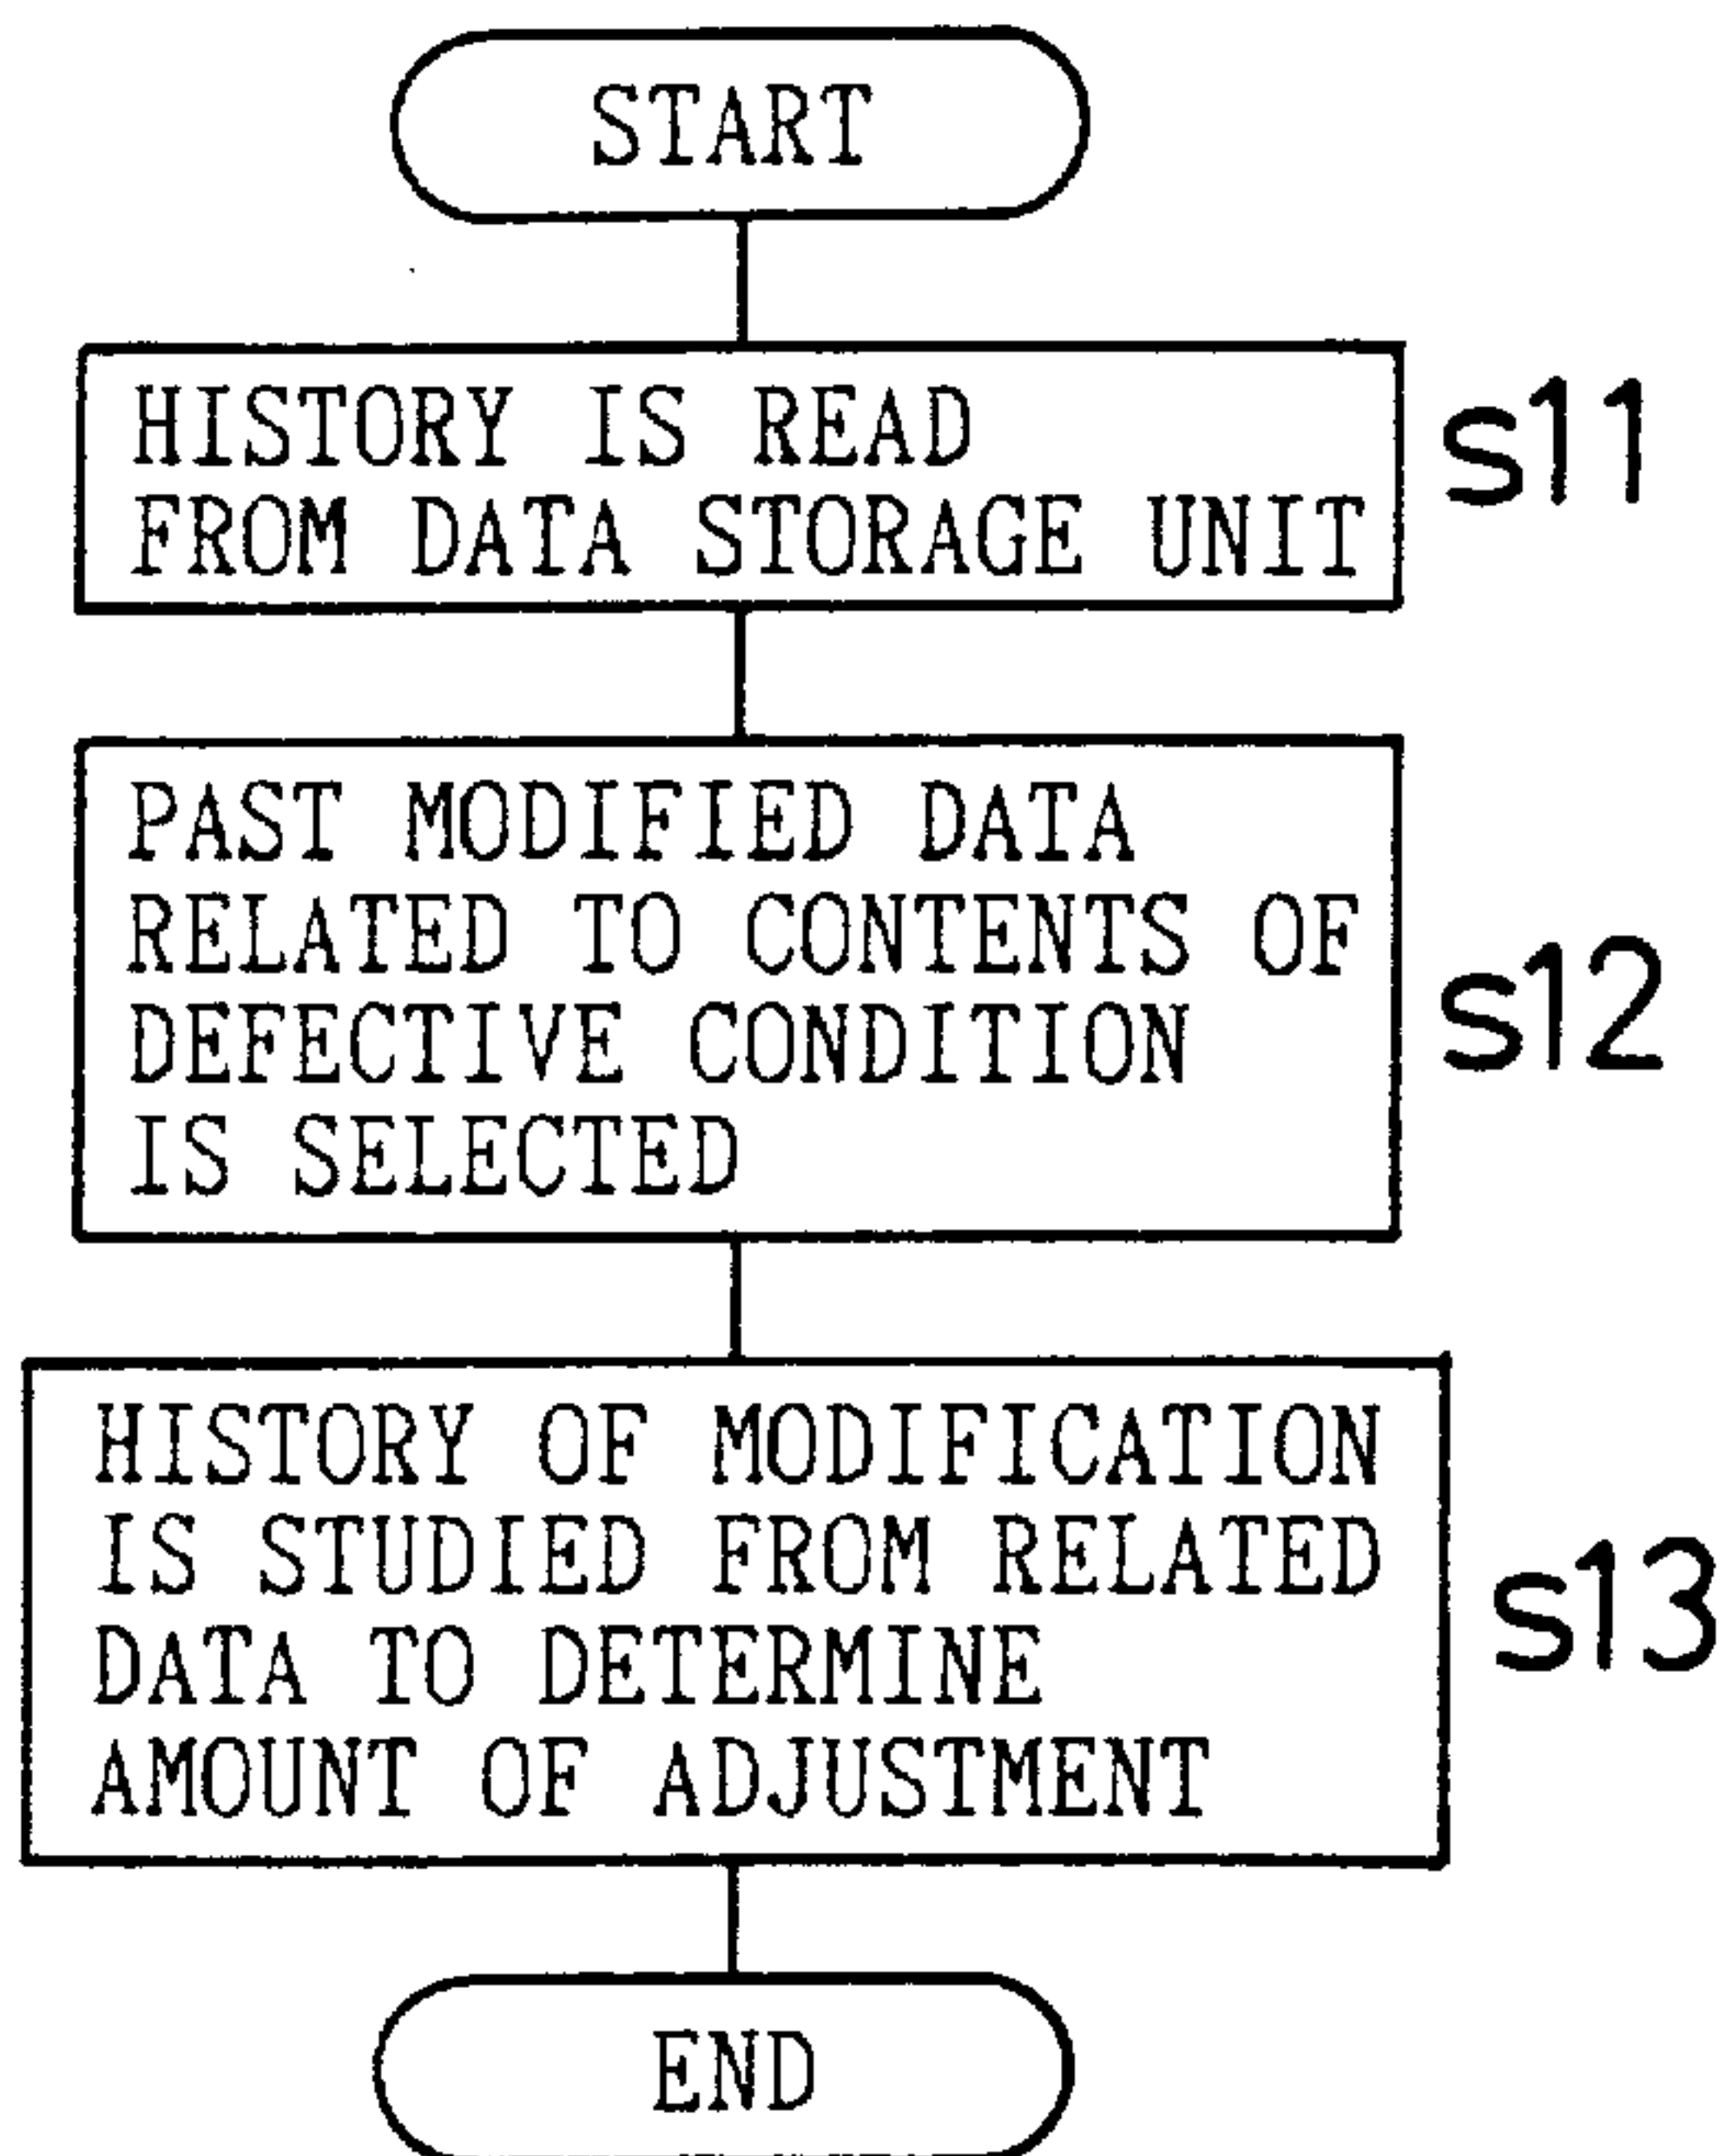 START
HISTORY IS READ
FROM DATA STORAGE UNIT
s11
PAST MODIFIED DATA
RELATED TO CONTENTS OF
DEFECTIVE CONDITION
IS SELECTED
s12
HISTORY OF MODIFICATION
IS STUDIED FROM RELATED
DATA TO DETERMINE
AMOUNT OF ADJUSTMENT
s13
END